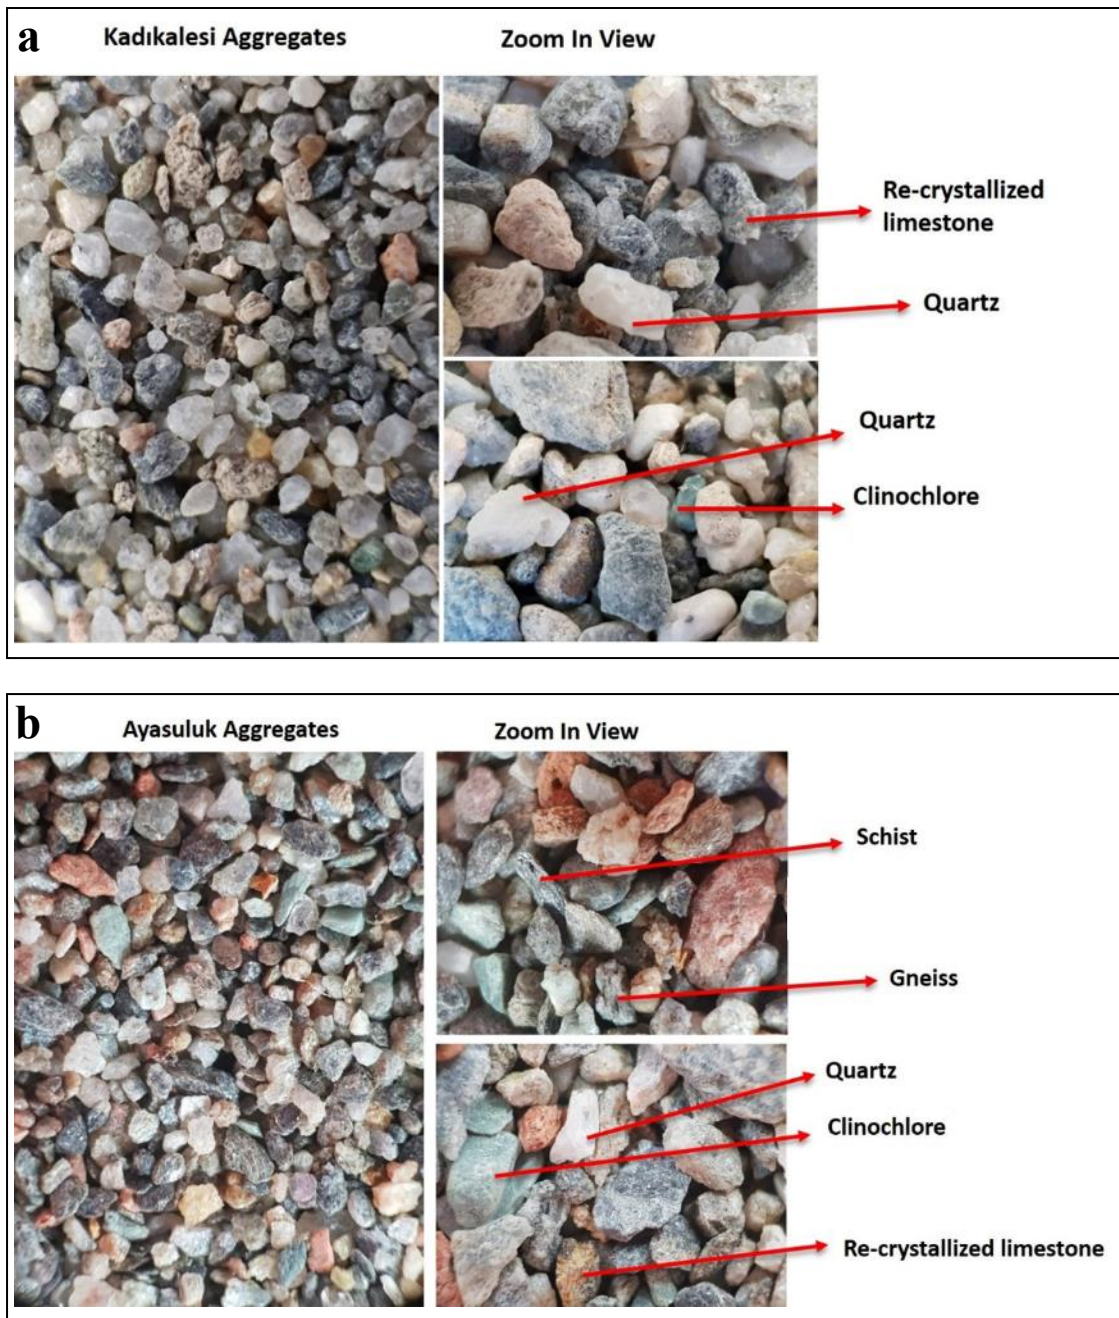 a
Kadıkalesi Aggregates
Zoom In View
Re-crystallized
limestone
Quartz
Quartz
Clinochlore
b
Ayasuluk Aggregates
Zoom In View
Schist
Gneiss
Quartz
Clinochlore
Re-crystallized limestone